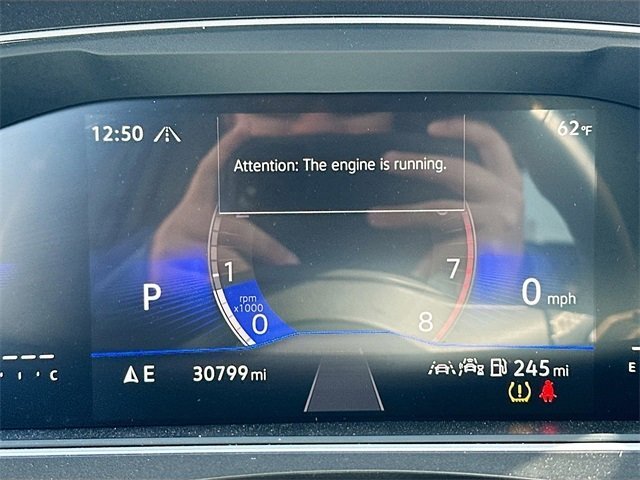 12:50
62°F
Attention: The engine is running.
1
7
P
rpm
x1000
0
8
0 mph
C
E
30799 mi
245 mi
E